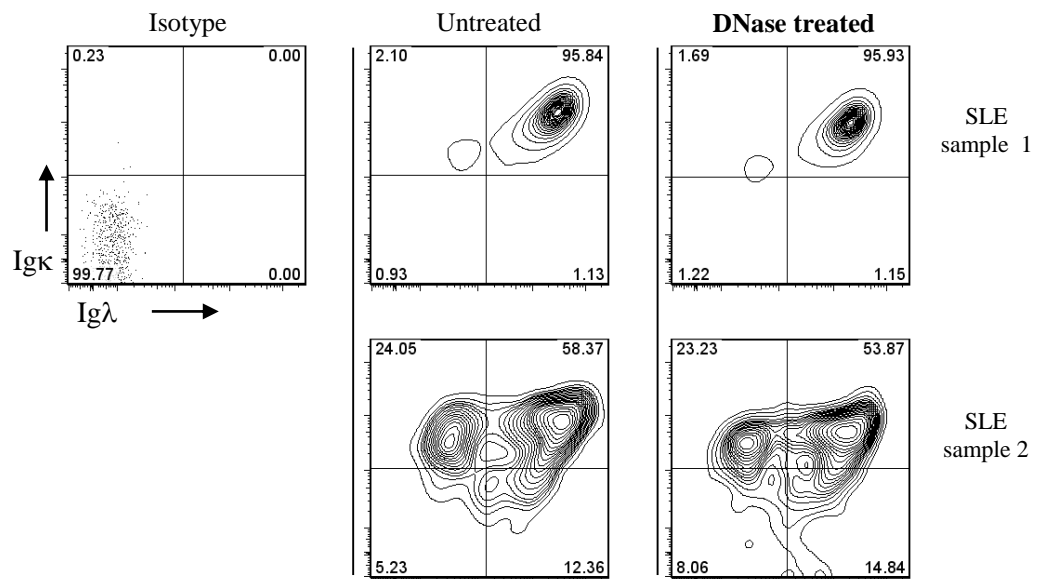 Isotype
Untreated
DNase treated
0.23 0.00
2.10 95.84
1.69 95.93
SLE
sample 1
Igκ
99.77 0.00
0.93 1.13
1.22 1.15
Igλ
24.05 58.37
23.23 53.87
SLE
sample 2
5.23 12.36
8.06 14.84